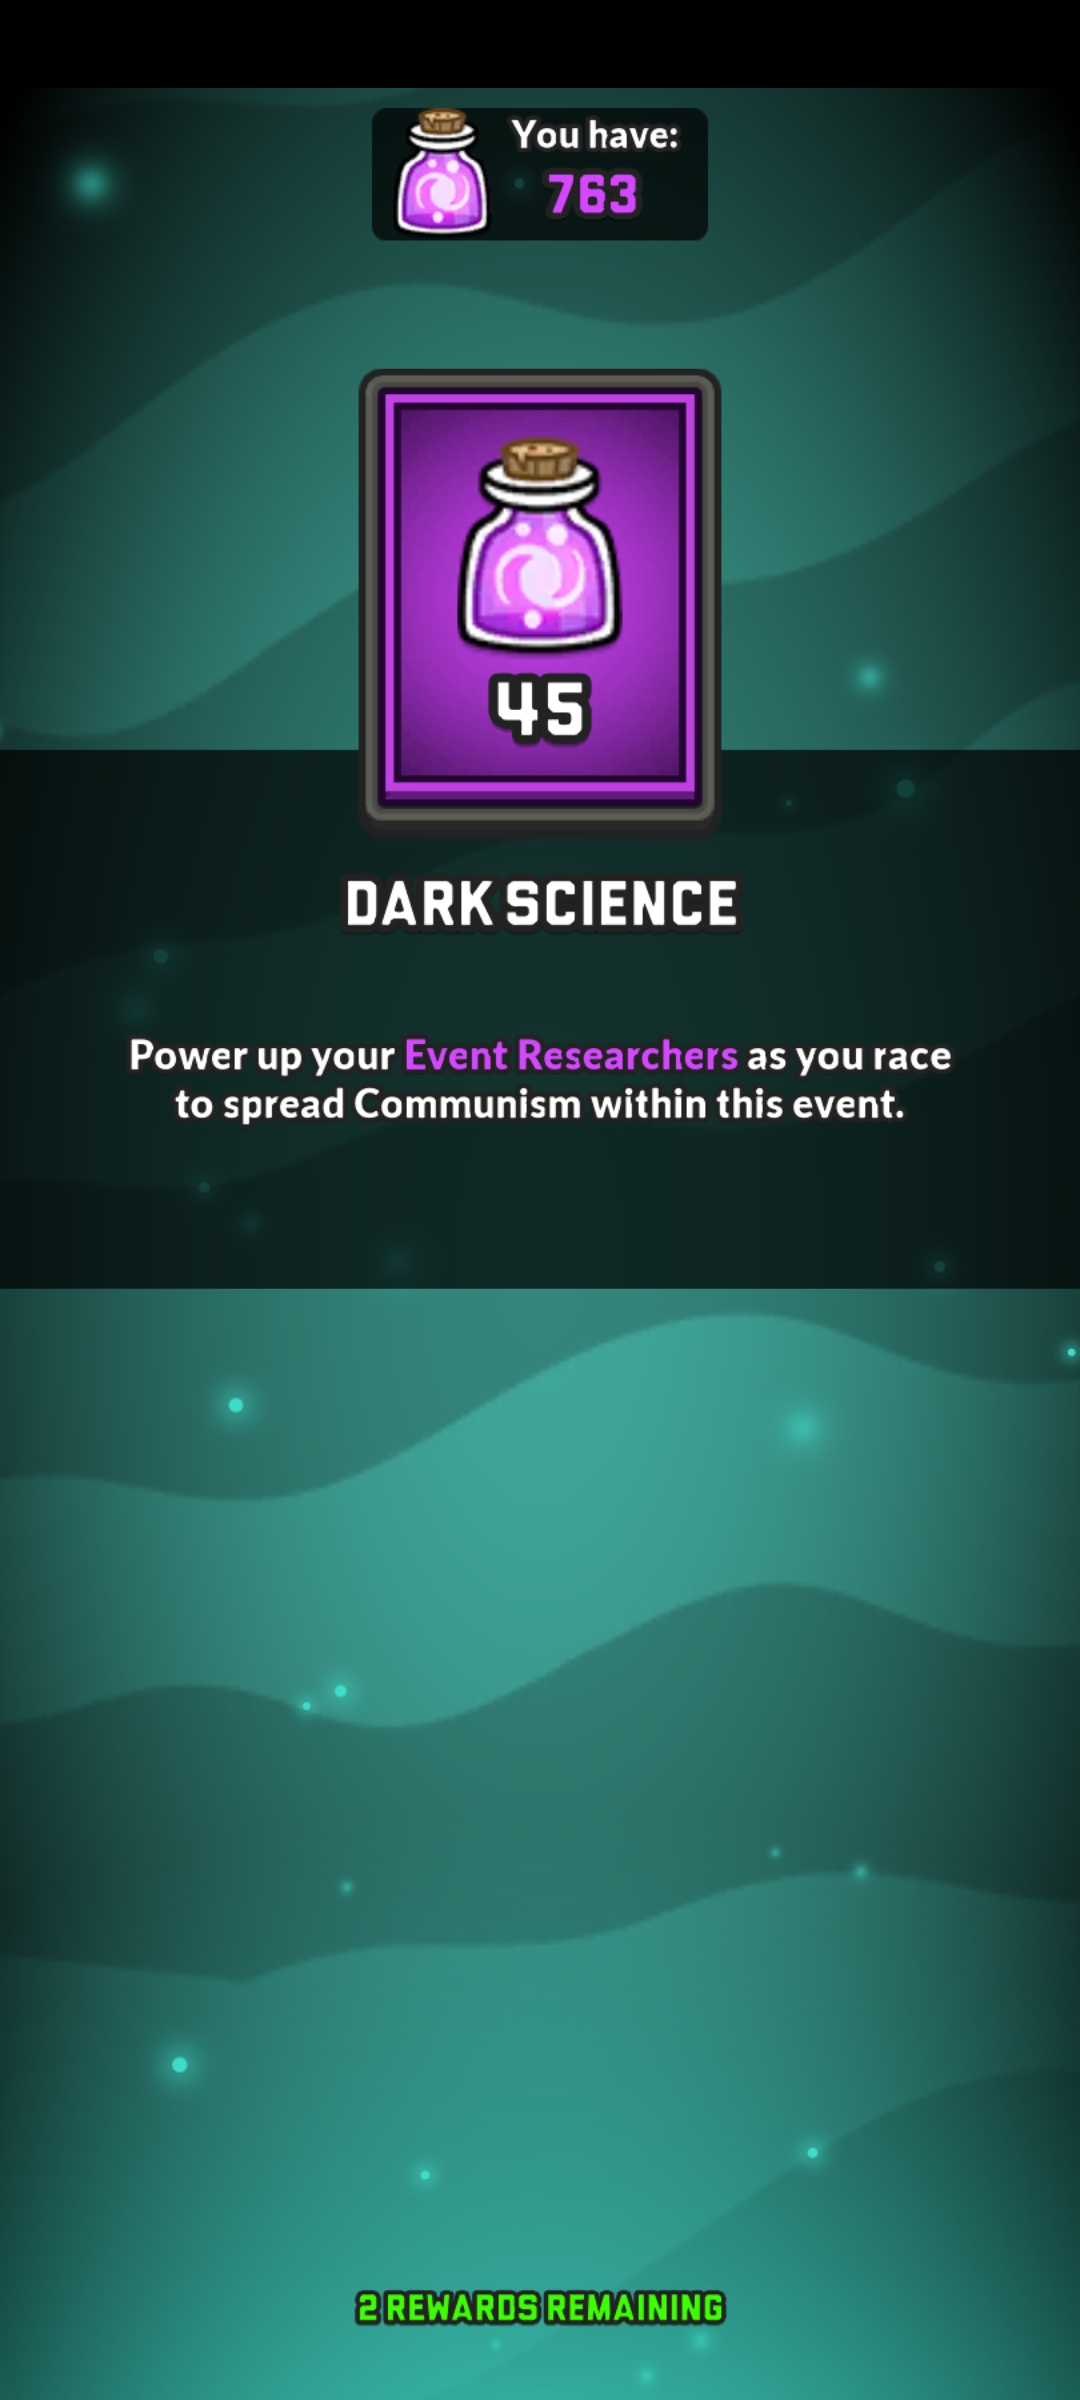 You have:
763
45
DARK SCIENCE
Power up your Event Researchers as you race
to spread Communism within this event.
2 REWARDS REMAINING